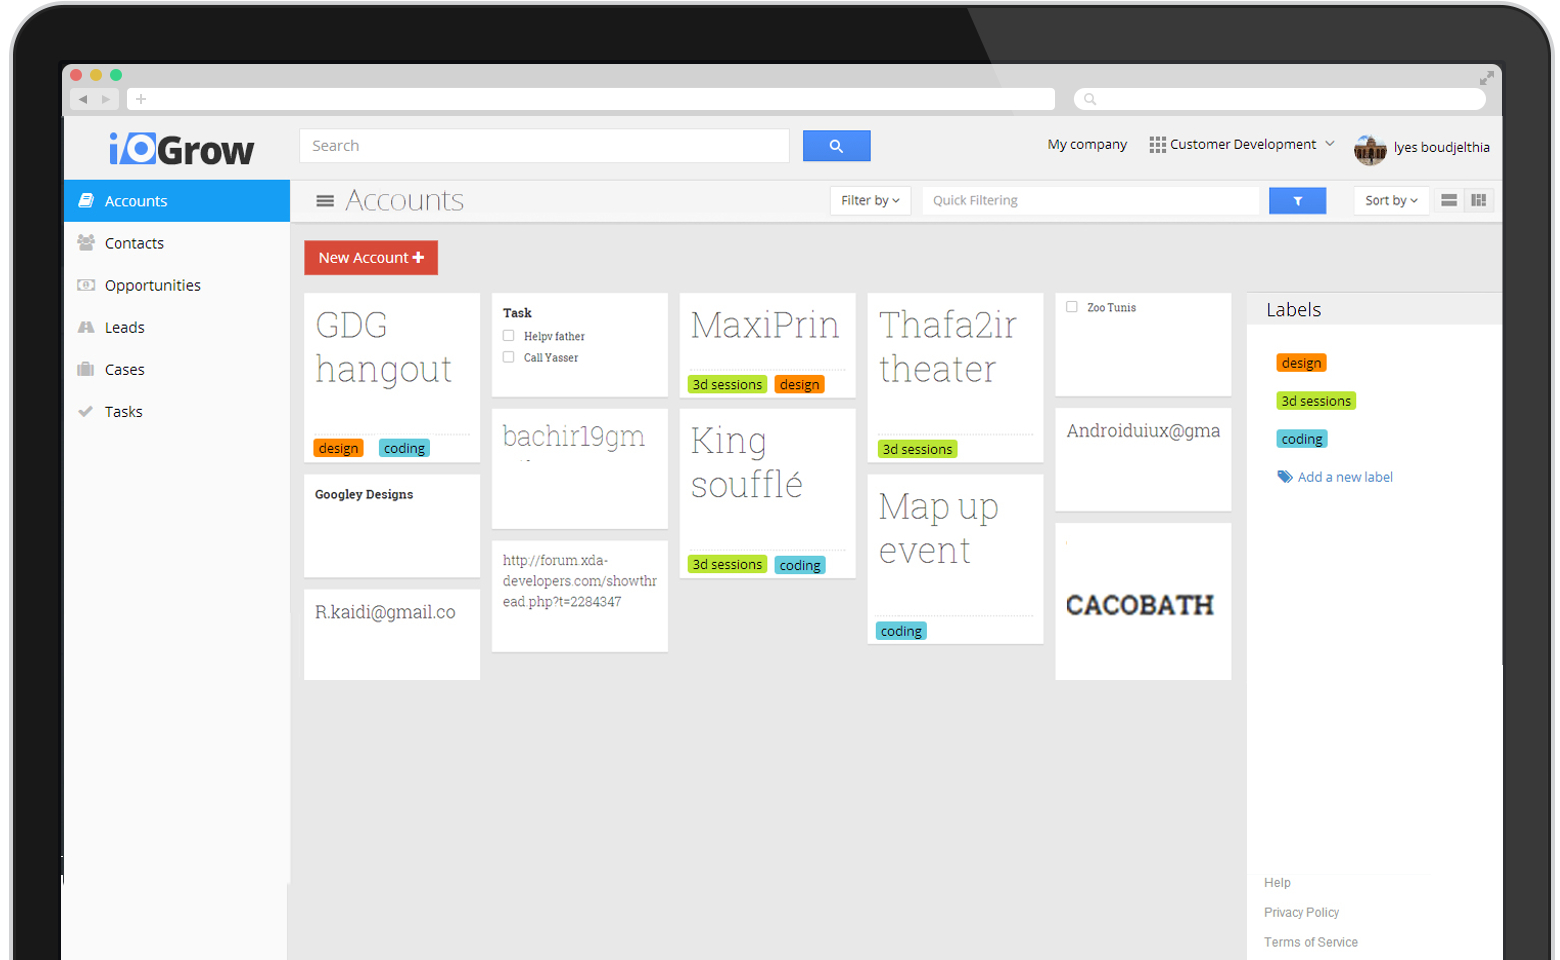 i/OGrow
Search
My company
Customer Development
lyes boudjelthia
Accounts
Contacts
Opportunities
Leads
Cases
Tasks
Accounts
Filter by
Quick Filtering
Sort by
New Account
GDG
hangout
design coding
Googley Designs
R.kaidi@gmail.co
Task
Helpv father
Call Yasser
bachir19gm
http://forum.xda-
developers.com/showthr
ead.php?t=2284347
MaxiPrin
3d sessions design
King
soufflé
3d sessions coding
Thafa2ir
theater
3d sessions
Map up
event
coding
Zoo Tunis
Androiduiux@gma
CACOBATH
Labels
design
3d sessions
coding
Add a new label
Help
Privacy Policy
Terms of Service